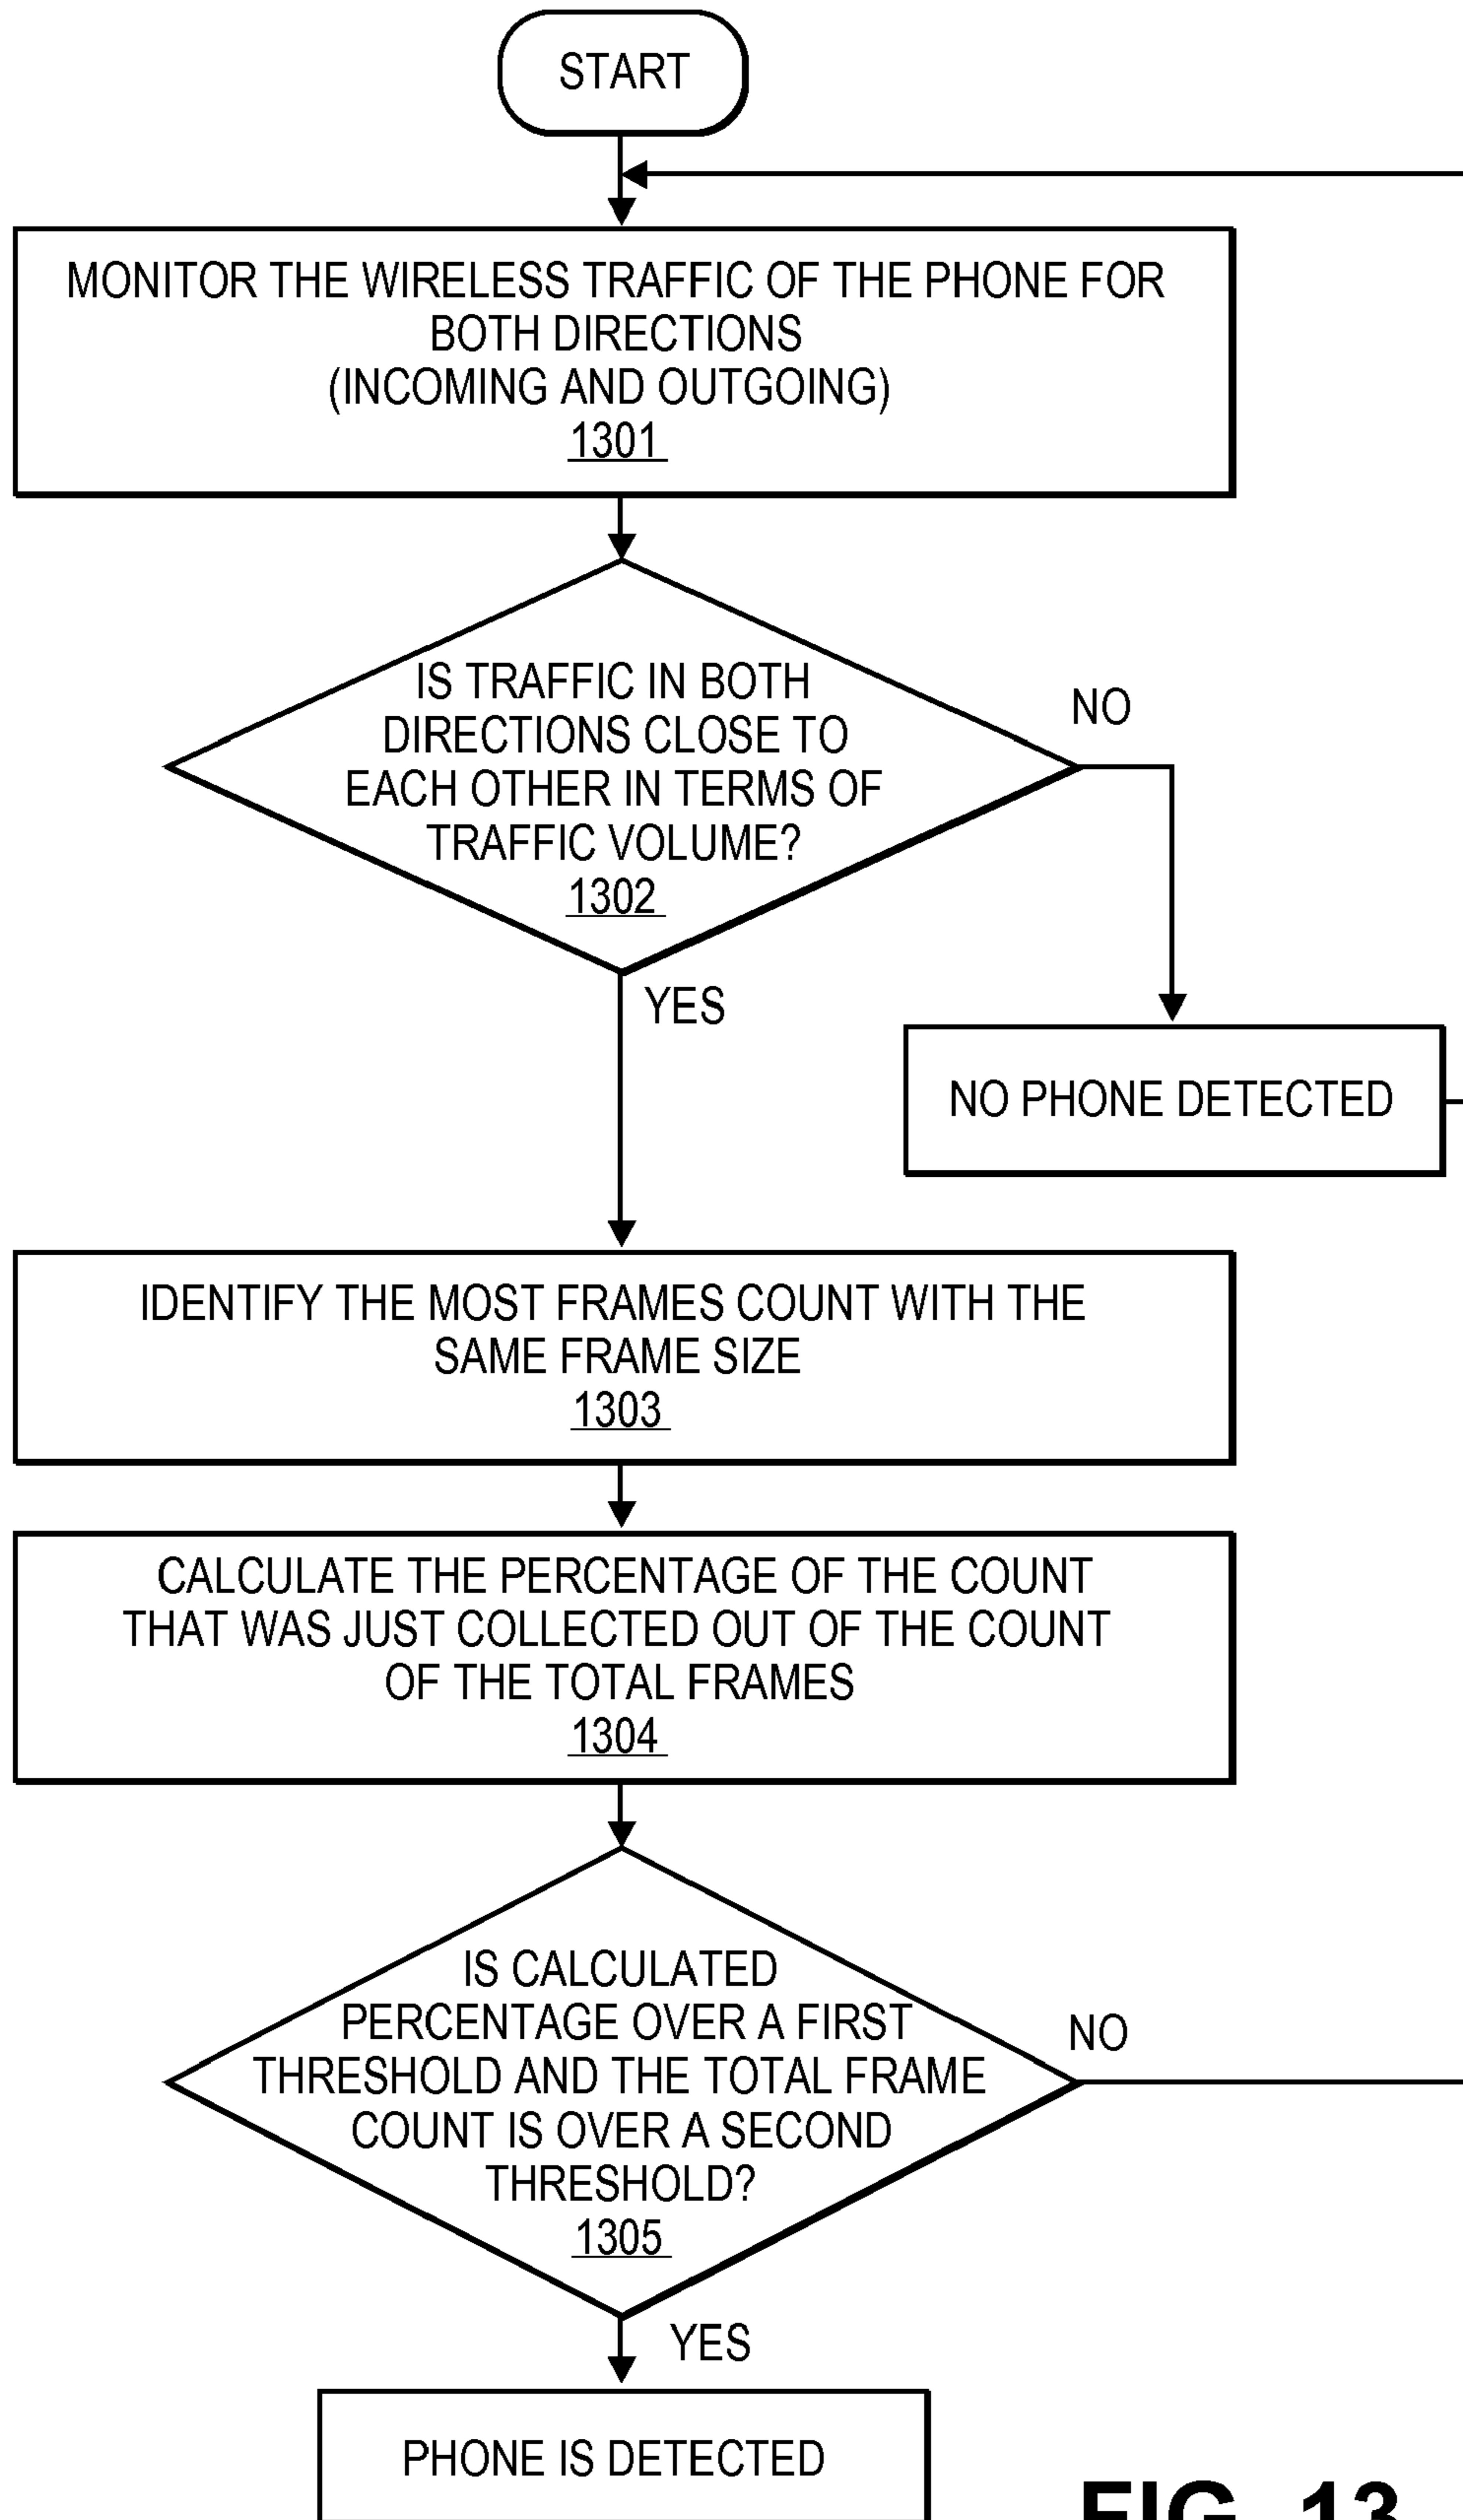 START
MONITOR THE WIRELESS TRAFFIC OF THE PHONE FOR
BOTH DIRECTIONS
(INCOMING AND OUTGOING)
1301
IS TRAFFIC IN BOTH
DIRECTIONS CLOSE TO
EACH OTHER IN TERMS OF
TRAFFIC VOLUME?
1302
NO
YES
NO PHONE DETECTED
IDENTIFY THE MOST FRAMES COUNT WITH THE
SAME FRAME SIZE
1303
CALCULATE THE PERCENTAGE OF THE COUNT
THAT WAS JUST COLLECTED OUT OF THE COUNT
OF THE TOTAL FRAMES
1304
IS CALCULATED
PERCENTAGE OVER A FIRST
THRESHOLD AND THE TOTAL FRAME
COUNT IS OVER A SECOND
THRESHOLD?
1305
NO
YES
PHONE IS DETECTED
FIG. 13